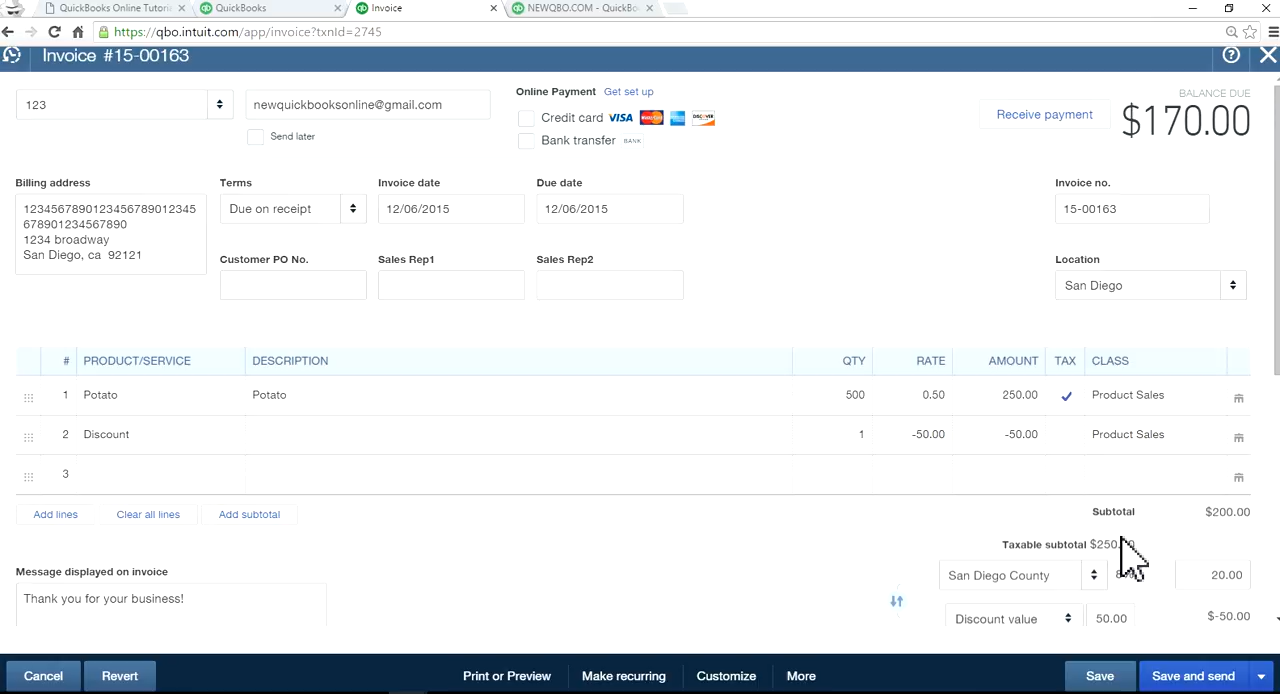 QuickBooks Online Tutori
QuickBooks
Invoice
NEWQBO.COM - QuickBo
https://qbo.intuit.com/app/invoice?txnId=2745
Invoice #15-00163
123
newquickbooksonline@gmail.com
Send later
Online Payment Get set up
Credit card VISA MasterCard DISCOVER
Bank transfer BANK
Receive payment
BALANCE DUE
$170.00
Billing address
1234567890123456789012345
678901234567890
1234 broadway
San Diego, ca 92121
Terms
Due on receipt
Invoice date
12/06/2015
Due date
12/06/2015
Invoice no.
15-00163
Customer PO No.
Sales Rep1
Sales Rep2
Location
San Diego
# PRODUCT/SERVICE DESCRIPTION QTY RATE AMOUNT TAX CLASS
1 Potato Potato 500 0.50 250.00 Product Sales
2 Discount 1 -50.00 -50.00 Product Sales
3
Add lines Clear all lines Add subtotal
Subtotal $200.00
Taxable subtotal
San Diego County 20.00
Discount value 50.00 $-50.00
Message displayed on invoice
Thank you for your business!
Cancel Revert Print or Preview Make recurring Customize More Save Save and send